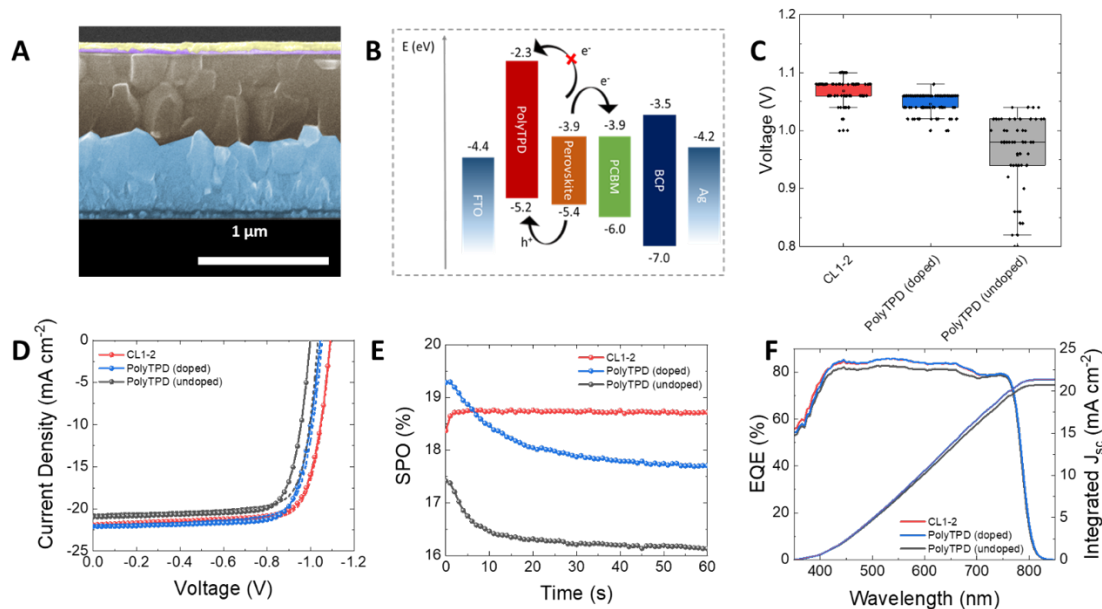 A
1 μm
B
E (eV)
-2.3
e-
e-
-3.5
-3.9
-3.9
-4.2
-4.4
PolyTPD
Perovskite
PCBM
BCP
FTO
Ag
-5.2
-5.4
-6.0
h+
-7.0
C
Voltage (V)
1.2
1.1
1.0
0.9
0.8
CL1-2
PolyTPD (doped)
PolyTPD (undoped)
D
Current Density (mA cm-2)
0
-5
-10
-15
-20
-25
CL1-2
PolyTPD (doped)
PolyTPD (undoped)
0.0 -0.2 -0.4 -0.6 -0.8 -1.0 -1.2
Voltage (V)
E
SPO (%)
20
19
18
17
16
CL1-2
PolyTPD (doped)
PolyTPD (undoped)
0 10 20 30 40 50 60
Time (s)
F
EQE (%)
80
60
40
20
0
CL1-2
PolyTPD (doped)
PolyTPD (undoped)
400 500 600 700 800
Wavelength (nm)
25
20
15
10
5
0
Integrated JSC (mA cm-2)